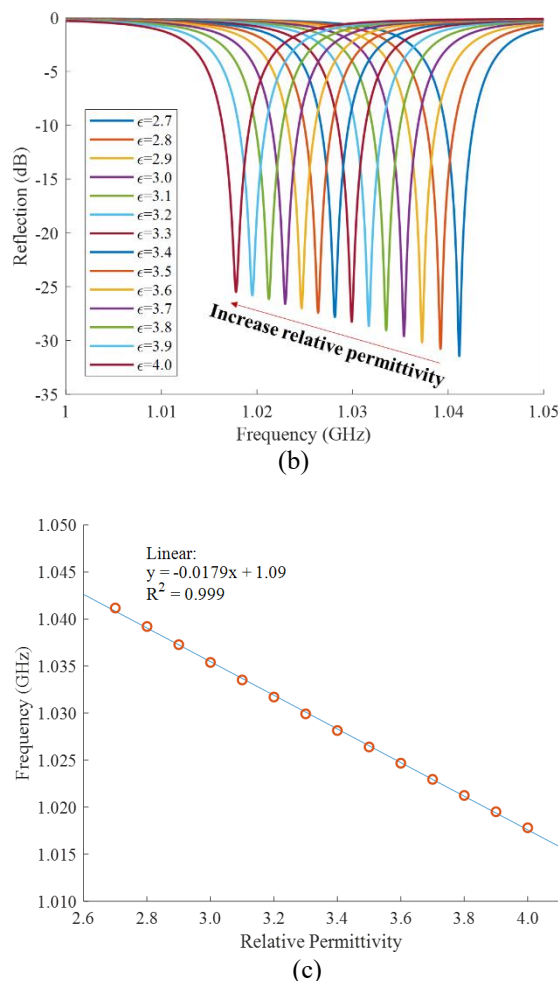 0
-5
-10
-15
-20
-25
-30
-35
Reflection (dB)
ϵ=2.7
ϵ=2.8
ϵ=2.9
ϵ=3.0
ϵ=3.1
ϵ=3.2
ϵ=3.3
ϵ=3.4
ϵ=3.5
ϵ=3.6
ϵ=3.7
ϵ=3.8
ϵ=3.9
ϵ=4.0
Increase relative permittivity
1 1.01 1.02 1.03 1.04 1.05
Frequency (GHz)
(b)
1.050
1.045
1.040
1.035
1.030
1.025
1.020
1.015
1.010
Frequency (GHz)
Linear:
y = -0.0179x + 1.09
R² = 0.999
2.6 2.8 3.0 3.2 3.4 3.6 3.8 4.0
Relative Permittivity
(c)